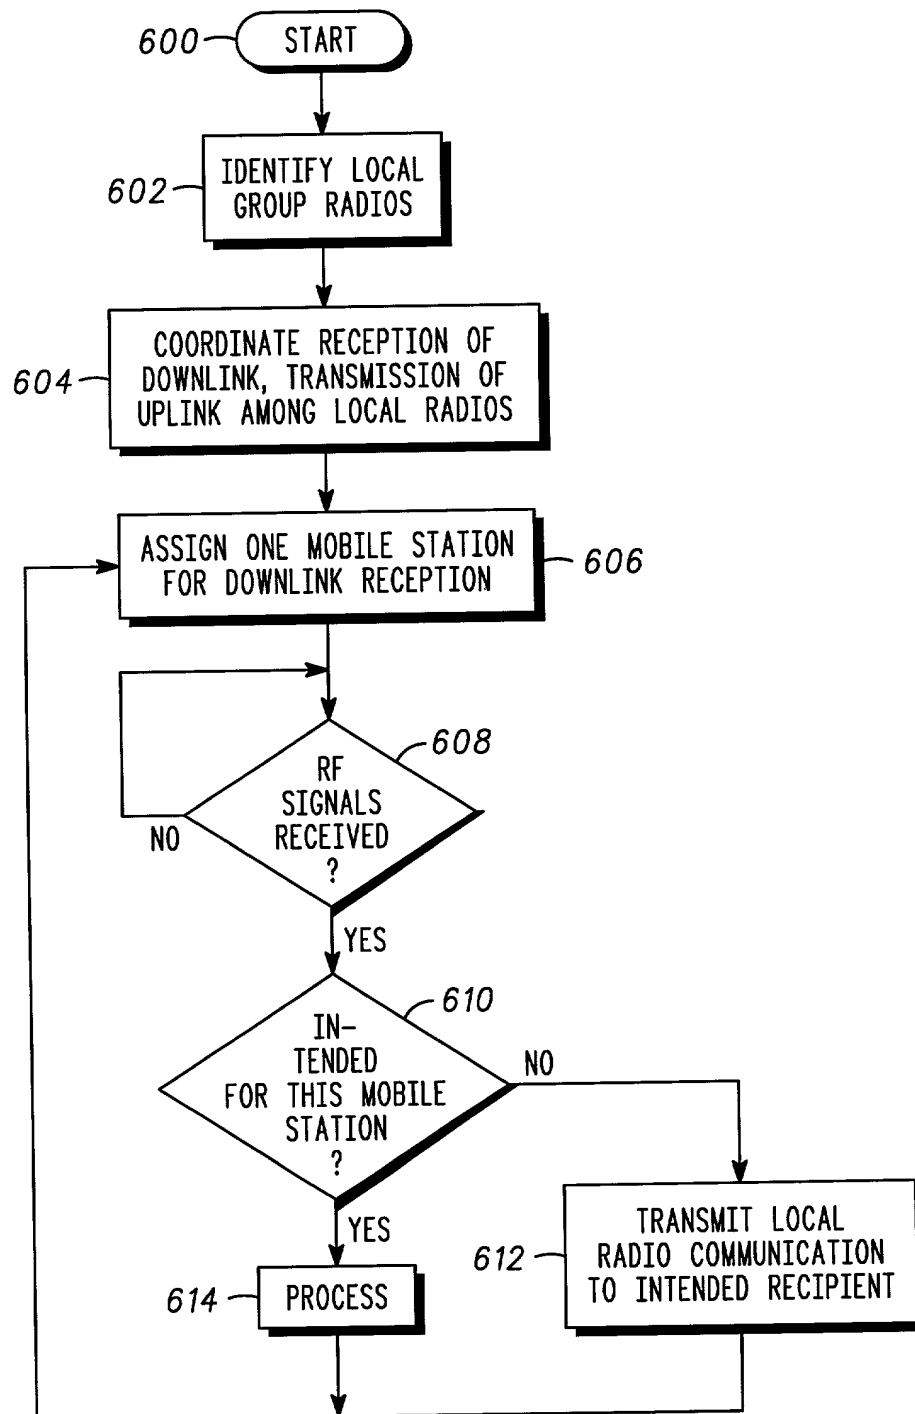 600
START
602
IDENTIFY LOCAL
GROUP RADIOS
604
COORDINATE RECEPTION OF
DOWNLINK, TRANSMISSION OF
UPLINK AMONG LOCAL RADIOS
ASSIGN ONE MOBILE STATION
FOR DOWNLINK RECEPTION
606
608
RF
SIGNALS
RECEIVED
?
NO
YES
610
IN-
TENDED
FOR THIS MOBILE
STATION
?
NO
YES
612
TRANSMIT LOCAL
RADIO COMMUNICATION
TO INTENDED RECIPIENT
614
PROCESS